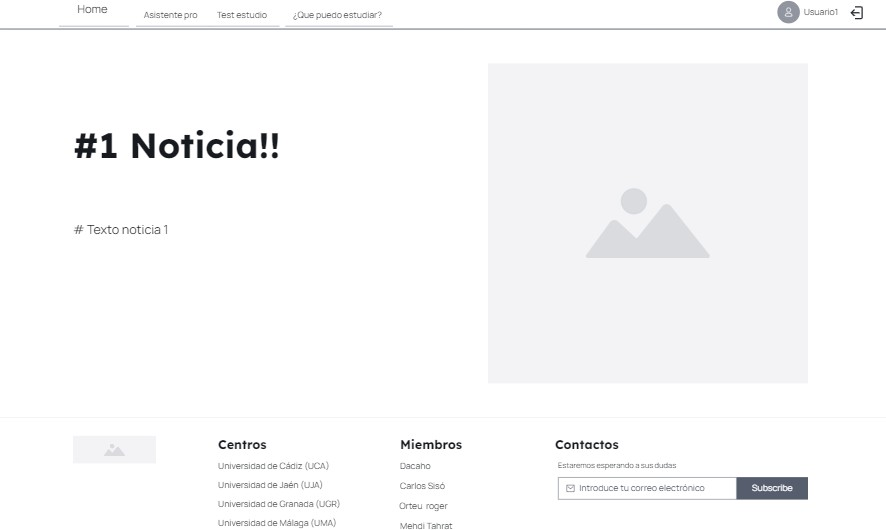 Home
Asistente pro
Test estudio
¿Que puedo estudiar?
Usuario1
#1 Noticia!!
# Texto noticia 1
Centros
Universidad de Cádiz (UCA)
Universidad de Jaén (UJA)
Universidad de Granada (UGR)
Universidad de Málaga (UMA)
Miembros
Dacaho
Carlos Sisó
Orteu roger
Mehdi Tahrat
Contactos
Estaremos esperando a sus dudas
Introduce tu correo electrónico
Subscribe